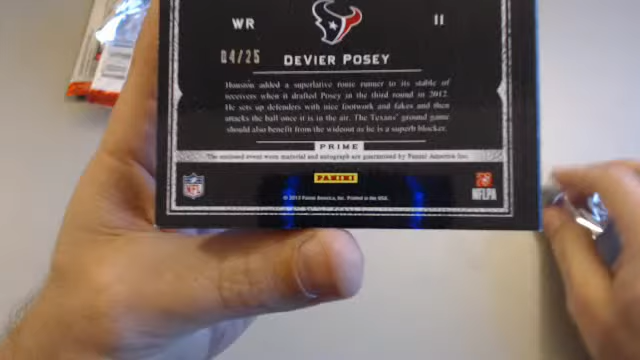 WR 11
04/25 DeVIER POSEY
Houston added a superlative route runner to its stable of
receivers when it drafted Posey in the third round in 2012.
He sets up defenders with nice footwork and fakes and then
attacks the ball once it is in the air. The Texans' ground game
should also benefit from the wideout as he is a superb blocker.
PRIME
The enclosed event worn material and autograph are guaranteed by Panini America Inc.
PANINI
NFL
NFLPA
© 2012 Panini America, Inc. Printed in the USA.